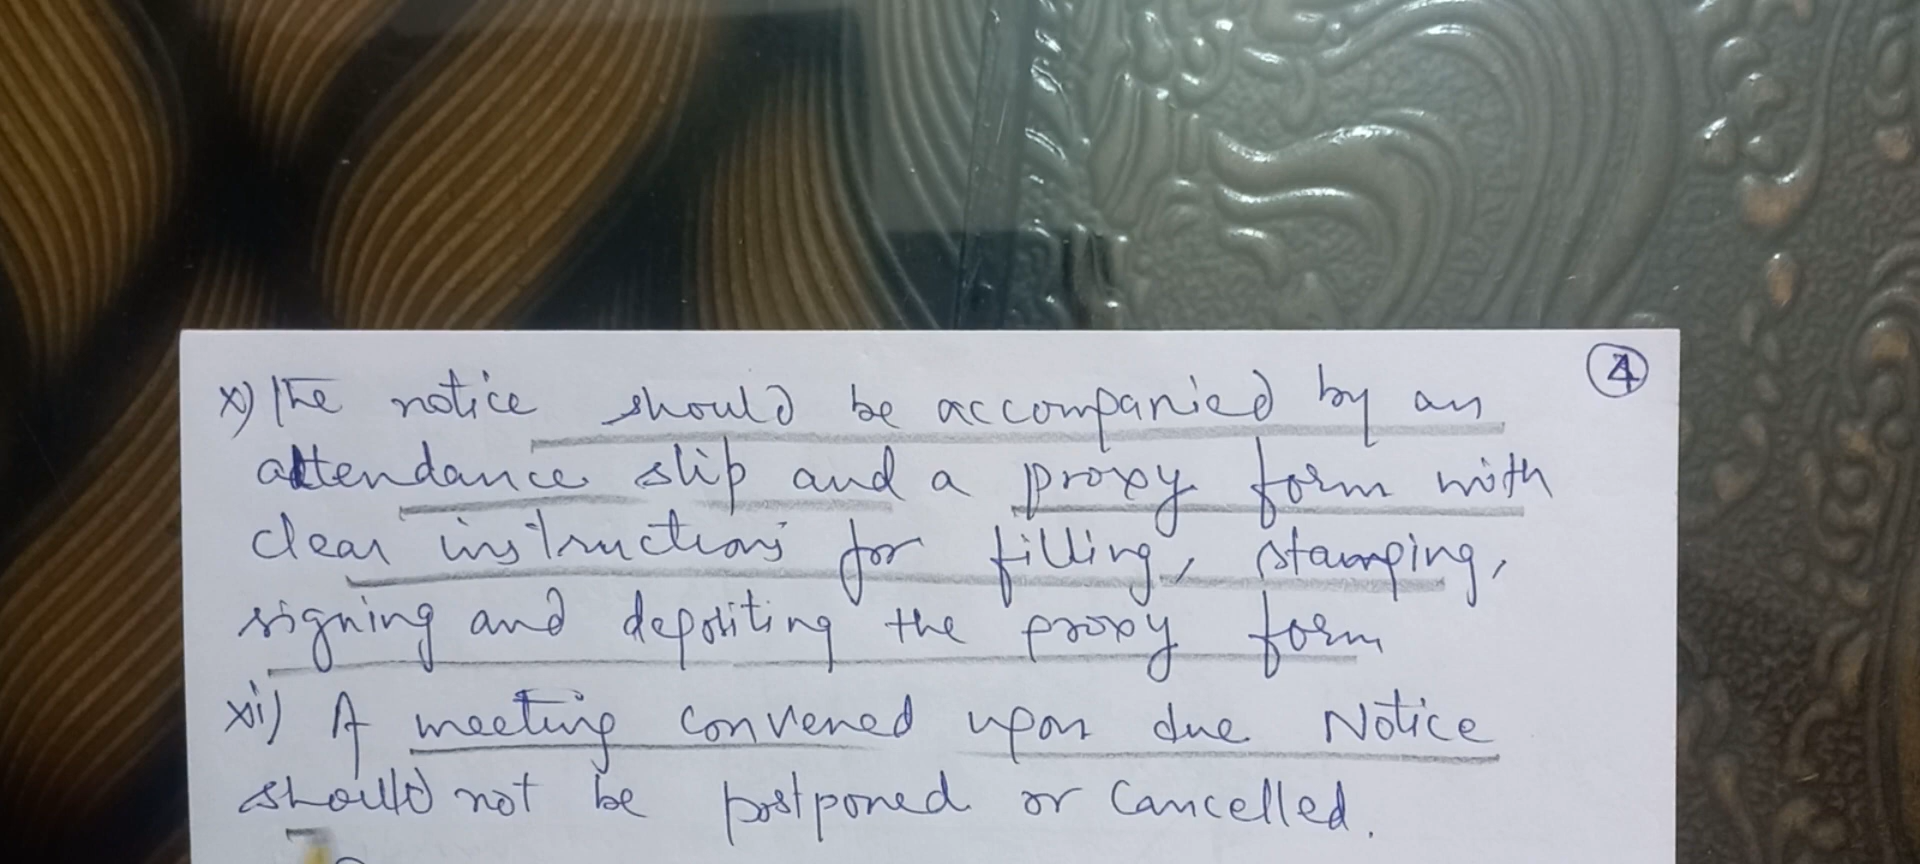 ④
x) The notice should be accompanied by an
attendance slip and a proxy form with
clear instructions for filling, stamping,
signing and depositing the proxy form
xi) A meeting convened upon due Notice
should not be postponed or cancelled.